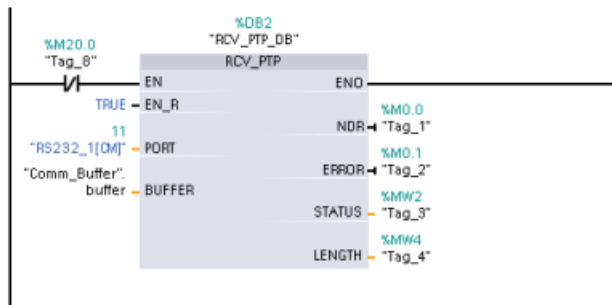 %DB2
"RCV_PTP_DB"
%M20.0
"Tag_8"
RCV_PTP
EN
ENO
TRUE
EN_R
%M0.0
NDR
"Tag_1"
11
"RS232_1[CM]"
PORT
%M0.1
ERROR
"Tag_2"
"Comm_Buffer".
buffer
BUFFER
%MW2
STATUS
"Tag_3"
%MW4
LENGTH
"Tag_4"